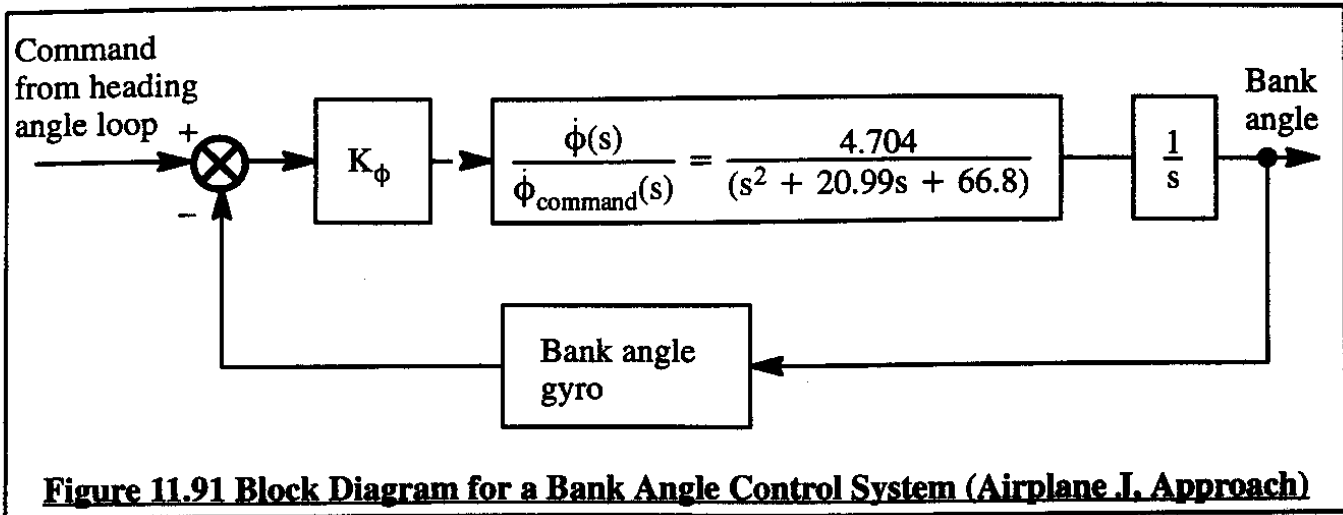 Command
from heading
angle loop
+
−
K_ϕ
ϕ̇(s) / ϕ̇_command(s) = 4.704 / (s² + 20.99s + 66.8)
1 / s
Bank
angle
Bank angle
gyro
Figure 11.91 Block Diagram for a Bank Angle Control System (Airplane J, Approach)